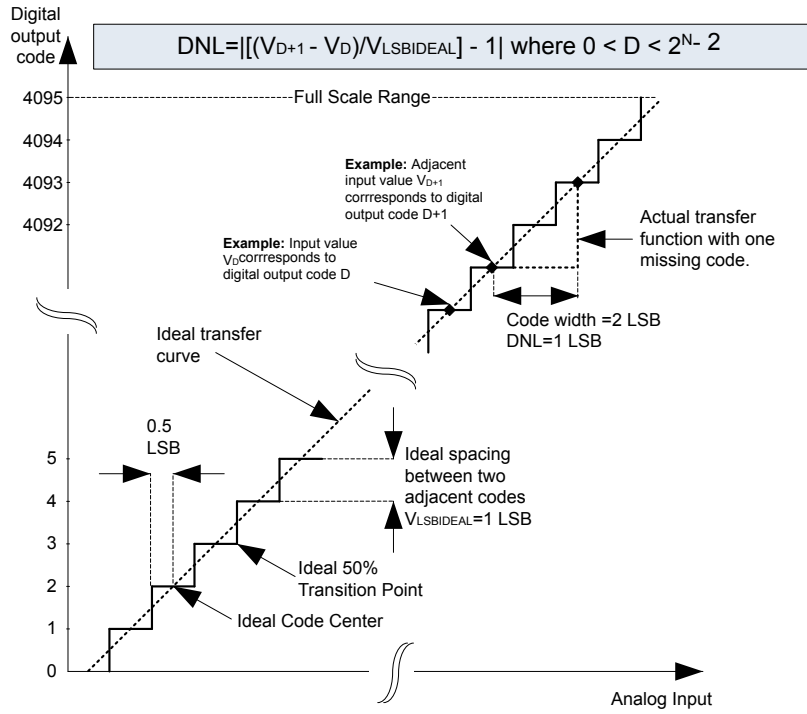 Digital
output
code
DNL=|[(VD+1 - VD)/VLSBIDEAL] - 1| where 0 < D < 2^N - 2
4095
Full Scale Range
4094
4093
4092
Example: Adjacent
input value VD+1
corrresponds to digital
output code D+1
Example: Input value
VDcorrresponds to
digital output code D
Actual transfer
function with one
missing code.
Code width =2 LSB
DNL=1 LSB
Ideal transfer
curve
0.5
LSB
5
4
3
2
1
0
Ideal spacing
between two
adjacent codes
VLSBIDEAL=1 LSB
Ideal 50%
Transition Point
Ideal Code Center
Analog Input